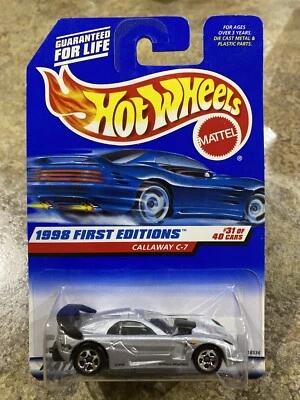 GUARANTEED
FOR LIFE
FOR AGES
OVER 3 YEARS.
DIE CAST METAL &
PLASTIC PARTS.
HOT WHEELS
MATTEL
1998 FIRST EDITIONS™
#31 OF
40 CARS
CALLAWAY C-7